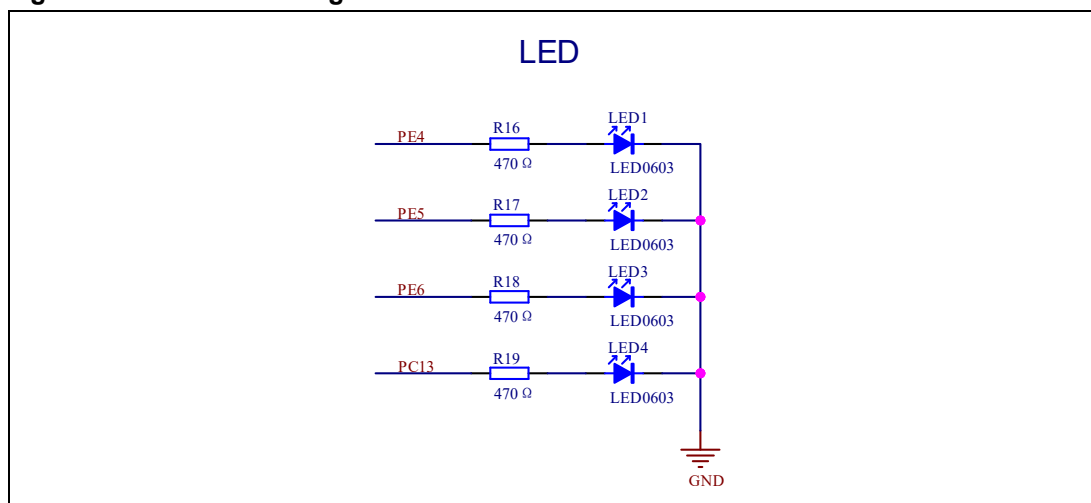 LED
LED1
PE4 R16
470 Ω LED0603
LED2
PE5 R17
470 Ω LED0603
LED3
PE6 R18
470 Ω LED0603
LED4
PC13 R19
470 Ω LED0603
GND